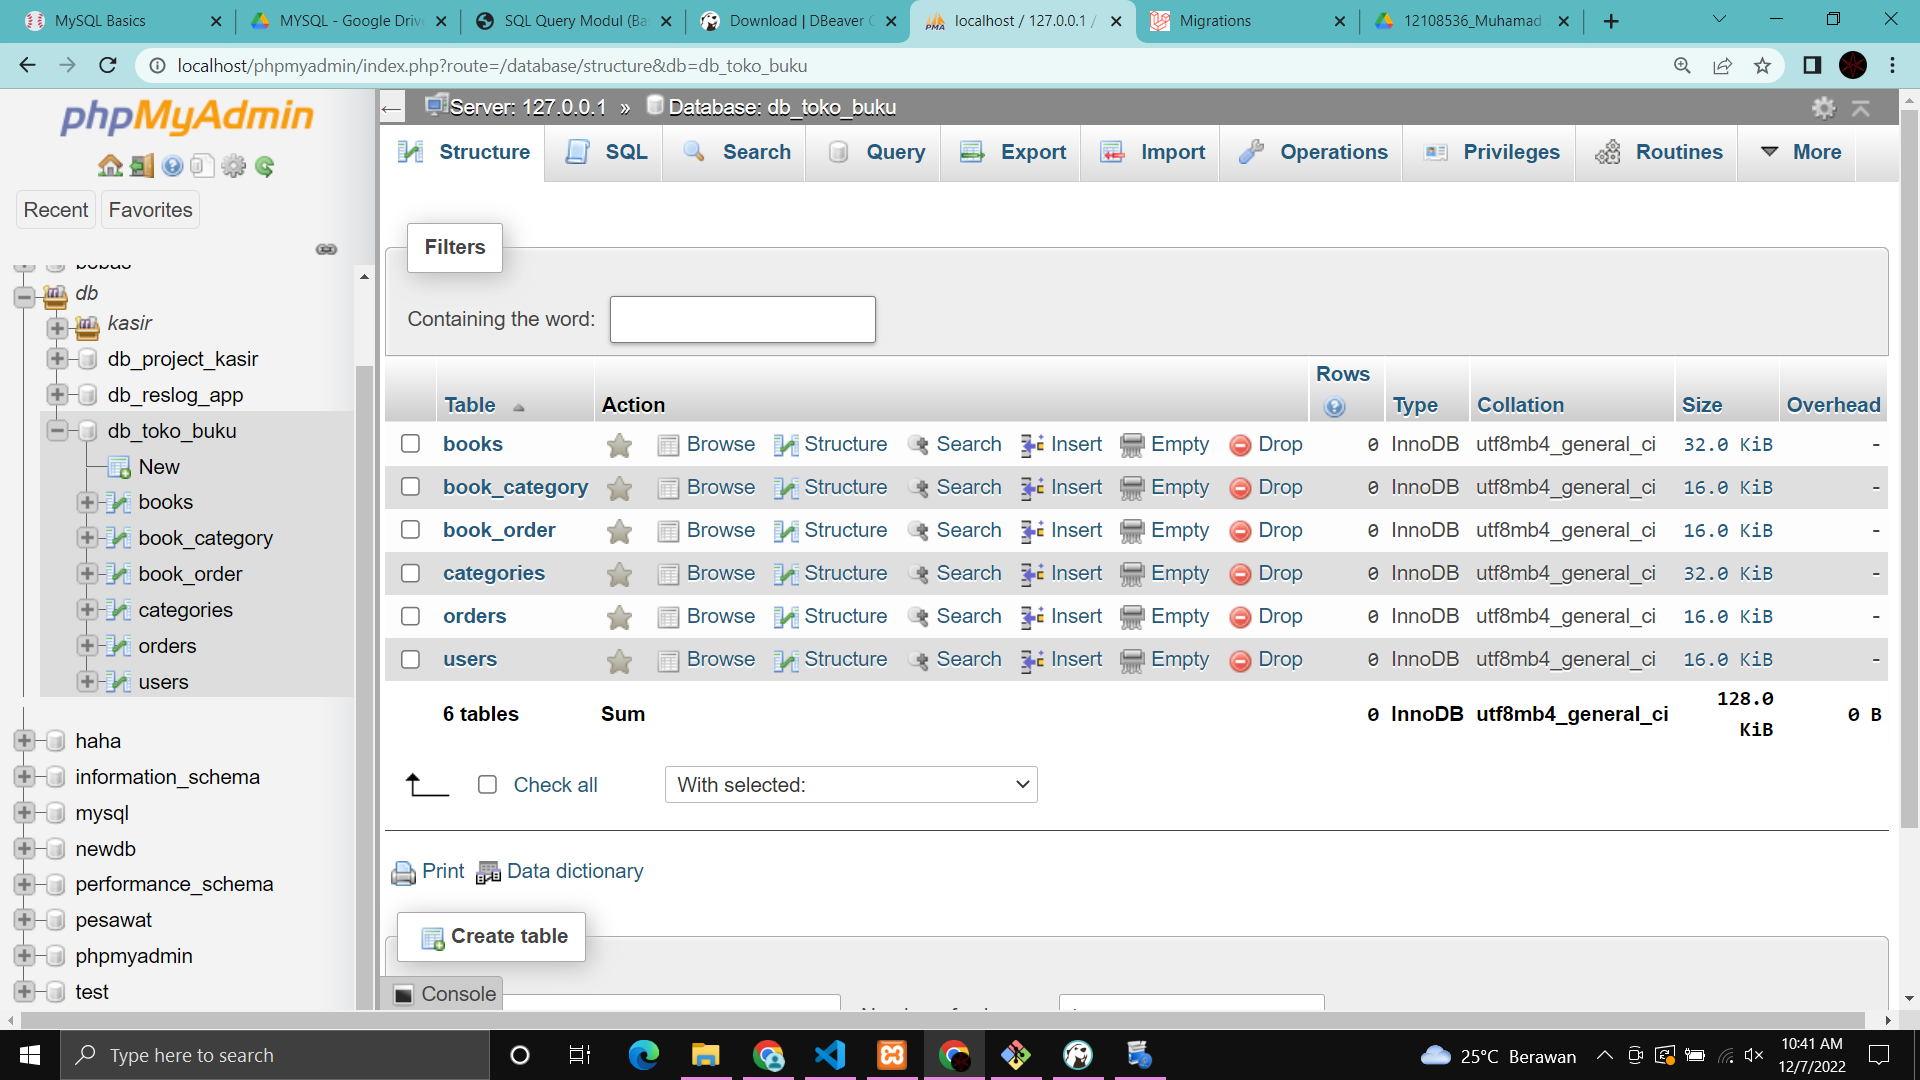 MySQL Basics
MYSQL - Google Drive
SQL Query Modul (Ba
Download | DBeaver C
localhost / 127.0.0.1 /
Migrations
12108536_Muhamad
localhost/phpmyadmin/index.php?route=/database/structure&db=db_toko_buku
phpMyAdmin
Recent
Favorites
bobas
db
kasir
db_project_kasir
db_reslog_app
db_toko_buku
New
books
book_category
book_order
categories
orders
users
haha
information_schema
mysql
newdb
performance_schema
pesawat
phpmyadmin
test
Server: 127.0.0.1 » Database: db_toko_buku
Structure SQL Search Query Export Import Operations Privileges Routines More
Filters
Containing the word:
Table Action Rows Type Collation Size Overhead
books Browse Structure Search Insert Empty Drop 0 InnoDB utf8mb4_general_ci 32.0 KiB -
book_category Browse Structure Search Insert Empty Drop 0 InnoDB utf8mb4_general_ci 16.0 KiB -
book_order Browse Structure Search Insert Empty Drop 0 InnoDB utf8mb4_general_ci 16.0 KiB -
categories Browse Structure Search Insert Empty Drop 0 InnoDB utf8mb4_general_ci 32.0 KiB -
orders Browse Structure Search Insert Empty Drop 0 InnoDB utf8mb4_general_ci 16.0 KiB -
users Browse Structure Search Insert Empty Drop 0 InnoDB utf8mb4_general_ci 16.0 KiB -
6 tables Sum 0 InnoDB utf8mb4_general_ci 128.0 KiB 0 B
Check all
With selected:
Print Data dictionary
Create table
Console
Type here to search
25°C Berawan
10:41 AM
12/7/2022